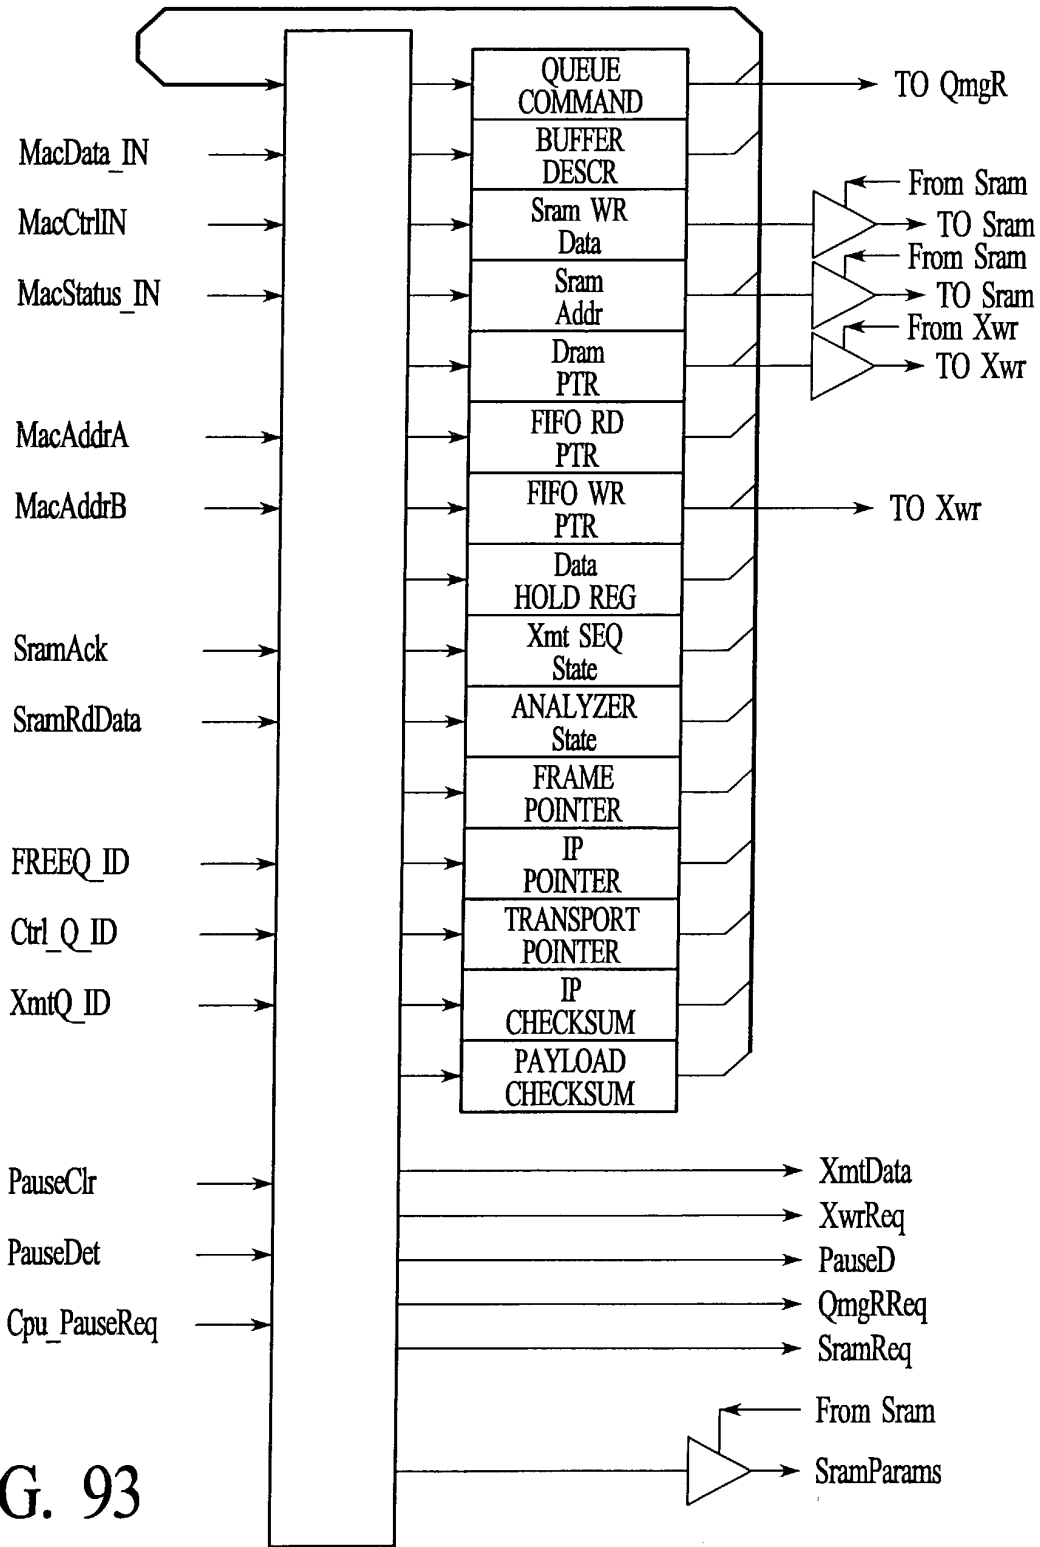 MacData_IN
MacCtrlIN
MacStatus_IN
MacAddrA
MacAddrB
SramAck
SramRdData
FREEQ_ID
Ctrl_Q_ID
XmtQ_ID
PauseClr
PauseDet
Cpu_PauseReq
QUEUE
COMMAND
BUFFER
DESCR
Sram WR
Data
Sram
Addr
Dram
PTR
FIFO RD
PTR
FIFO WR
PTR
Data
HOLD REG
Xmt SEQ
State
ANALYZER
State
FRAME
POINTER
IP
POINTER
TRANSPORT
POINTER
IP
CHECKSUM
PAYLOAD
CHECKSUM
TO QmgR
From Sram
TO Sram
From Sram
TO Sram
From Xwr
TO Xwr
TO Xwr
XmtData
XwrReq
PauseD
QmgRReq
SramReq
From Sram
SramParams
G. 93